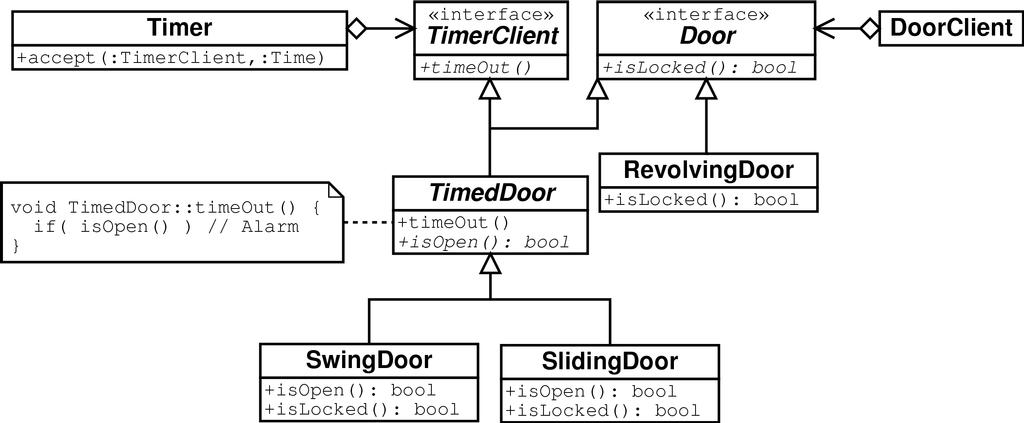 Timer
+accept(:TimerClient,:Time)
«interface»
TimerClient
+timeOut()
«interface»
Door
+isLocked(): bool
DoorClient
RevolvingDoor
+isLocked(): bool
void TimedDoor::timeOut() {
  if( isOpen() ) // Alarm
}
TimedDoor
+timeOut()
+isOpen(): bool
SwingDoor
+isOpen(): bool
+isLocked(): bool
SlidingDoor
+isOpen(): bool
+isLocked(): bool